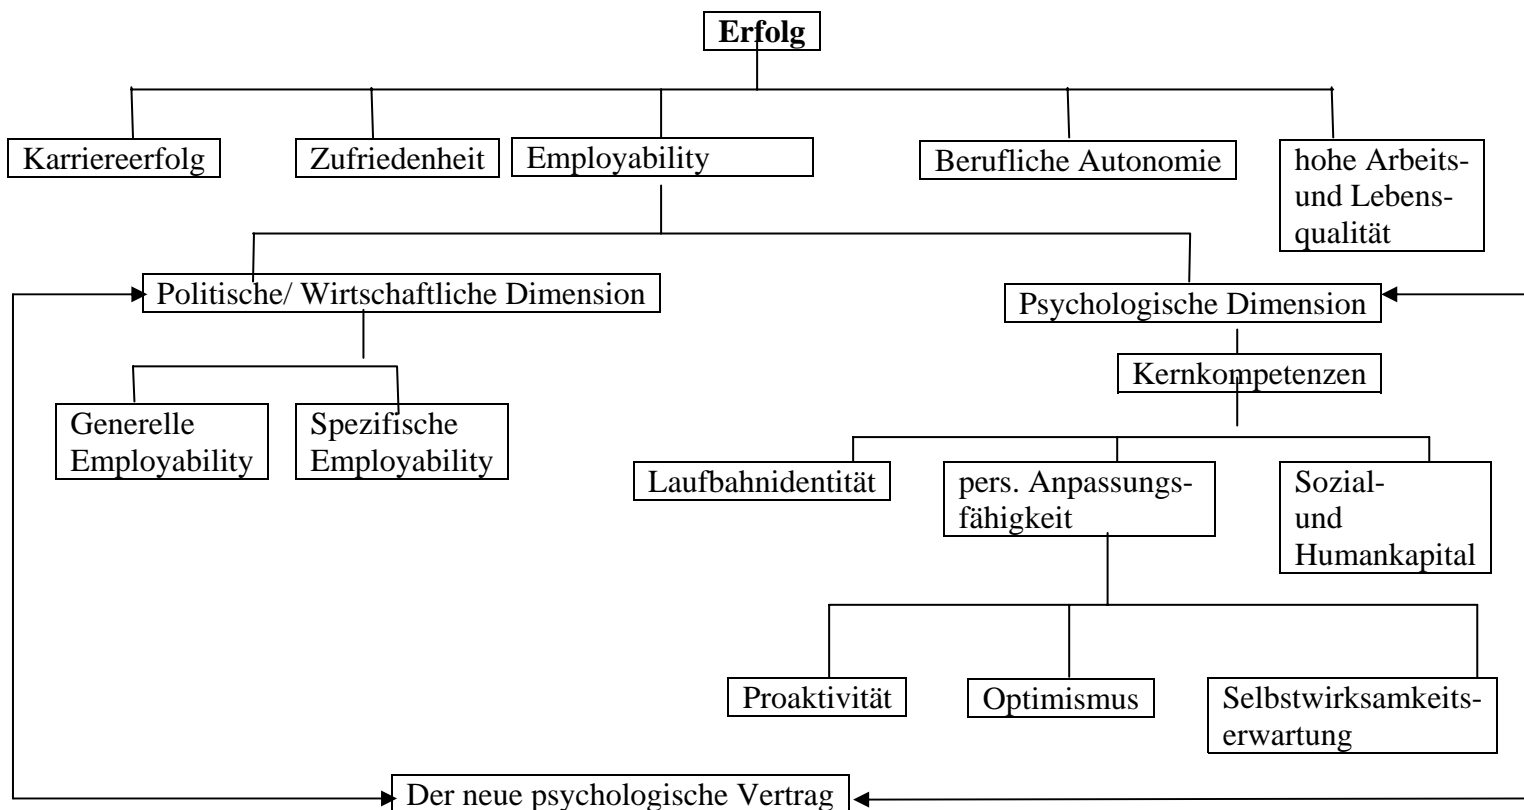 Erfolg
Karriereerfolg
Zufriedenheit
Employability
Berufliche Autonomie
hohe Arbeits-
und Lebens-
qualität
Politische/ Wirtschaftliche Dimension
Psychologische Dimension
Kernkompetenzen
Generelle
Employability
Spezifische
Employability
Laufbahnidentität
pers. Anpassungs-
fähigkeit
Sozial-
und
Humankapital
Proaktivität
Optimismus
Selbstwirksamkeits-
erwartung
Der neue psychologische Vertrag